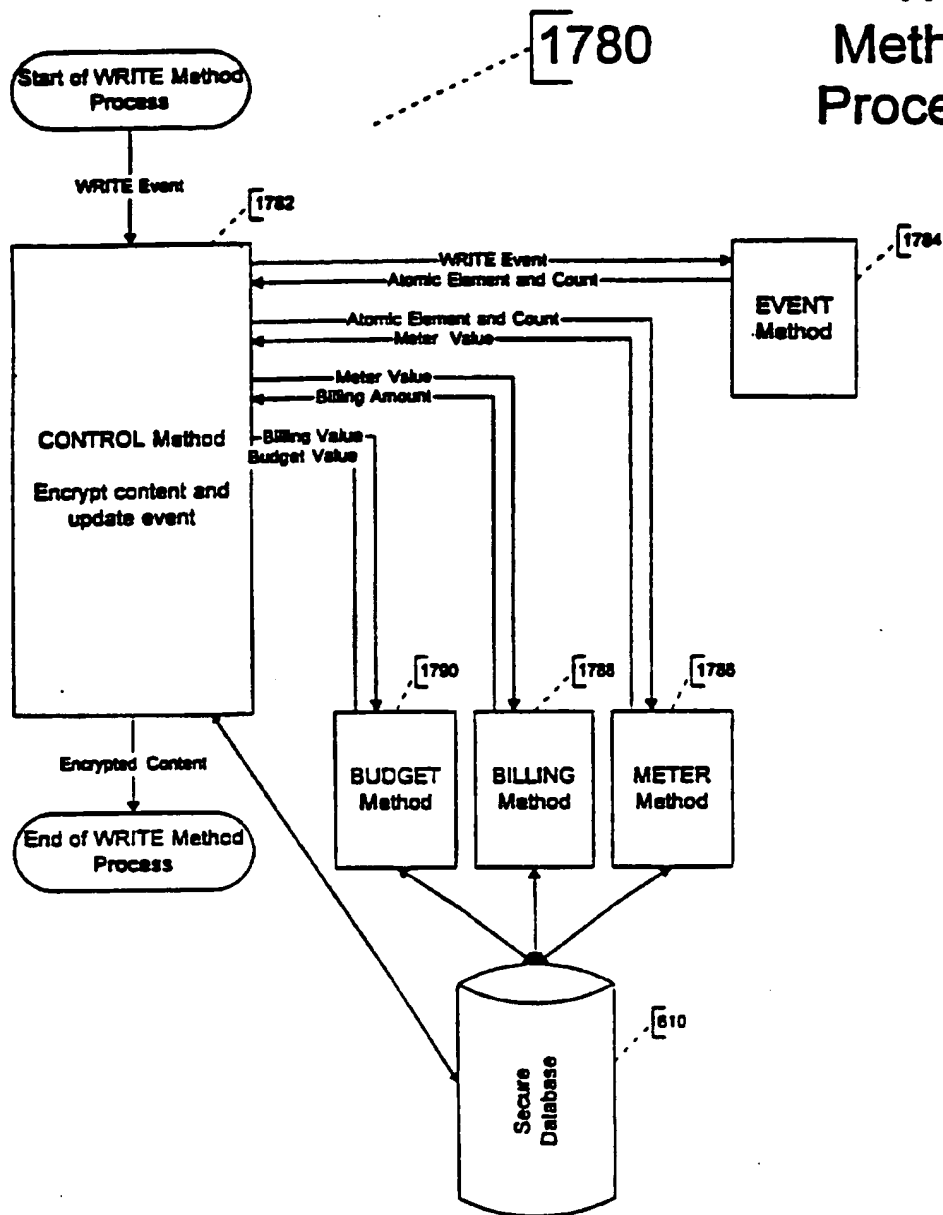 1780
Start of WRITE Method
Process
WRITE Event
1782
1784
WRITE Event
Atomic Element and Count
EVENT
Method
Atomic Element and Count
Meter Value
Meter Value
Billing Amount
CONTROL Method
Billing Value
Budget Value
Encrypt content and
update event
1790
1788
1786
Encrypted Content
BUDGET
Method
BILLING
Method
METER
Method
End of WRITE Method
Process
610
Secure
Database